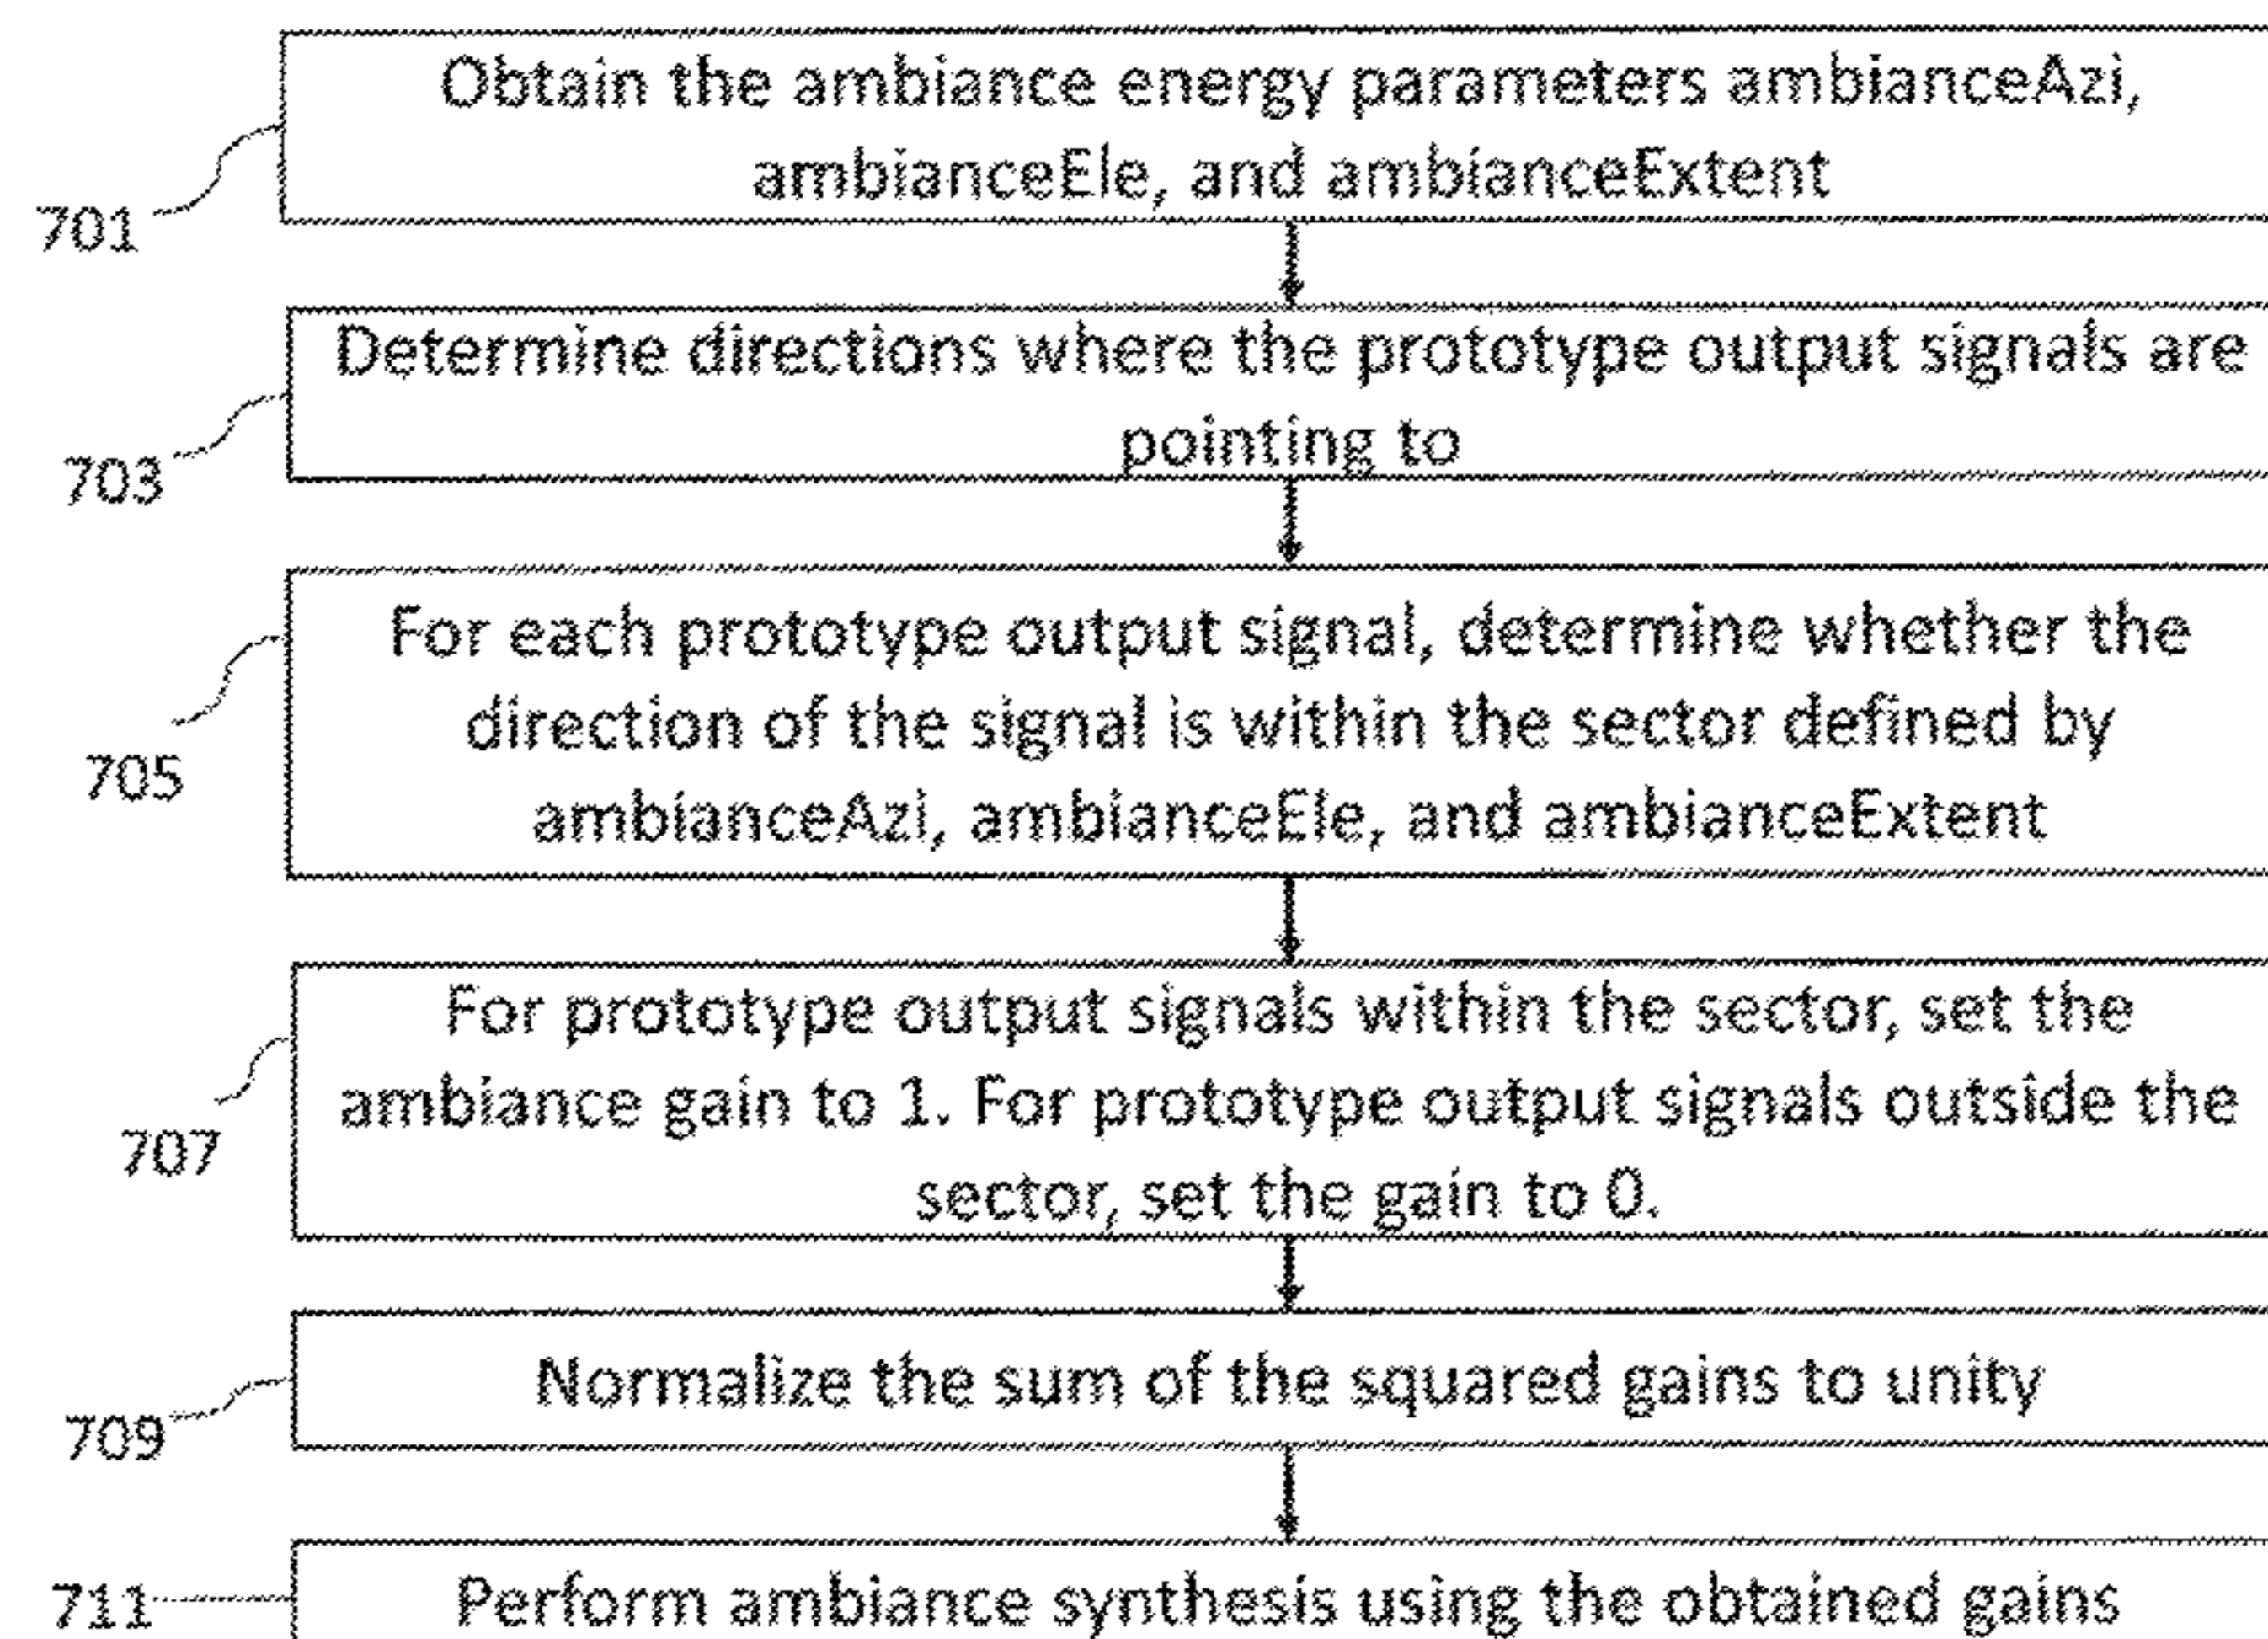 Obtain the ambiance energy parameters ambianceAzi,
ambianceEle, and ambianceExtent
701
Determine directions where the prototype output signals are
pointing to
703
For each prototype output signal, determine whether the
direction of the signal is within the sector defined by
ambianceAzi, ambianceEle, and ambianceExtent
705
For prototype output signals within the sector, set the
ambiance gain to 1. For prototype output signals outside the
sector, set the gain to 0.
707
Normalize the sum of the squared gains to unity
709
Perform ambiance synthesis using the obtained gains
711